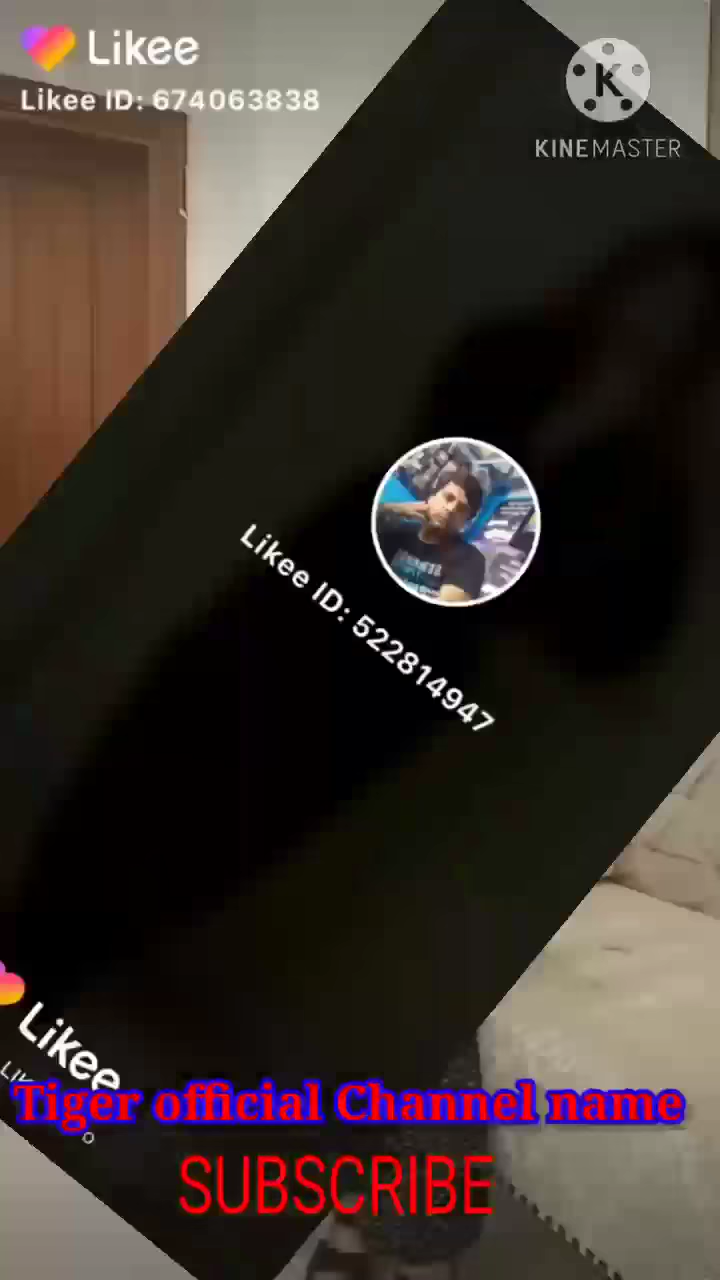 Likee
Likee ID: 674063838
KINEMASTER
Likee ID: 522814947
Likee
Tiger official Channel name
SUBSCRIBE